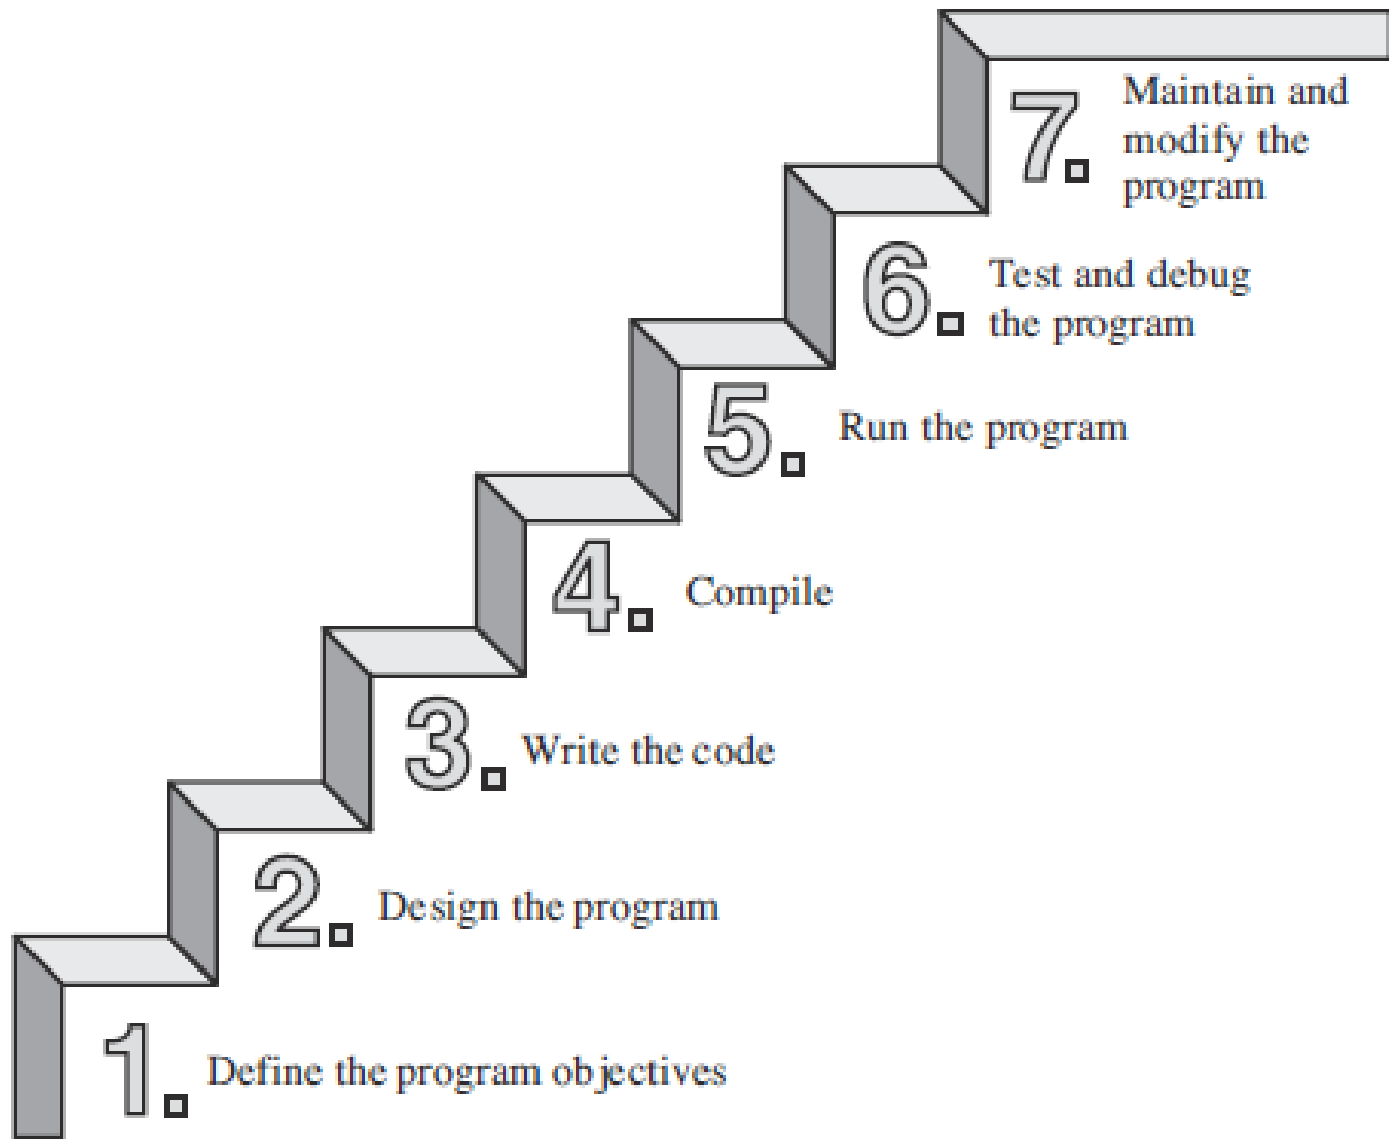 7. Maintain and
modify the
program
6. Test and debug
the program
5. Run the program
4. Compile
3. Write the code
2. Design the program
1. Define the program objectives